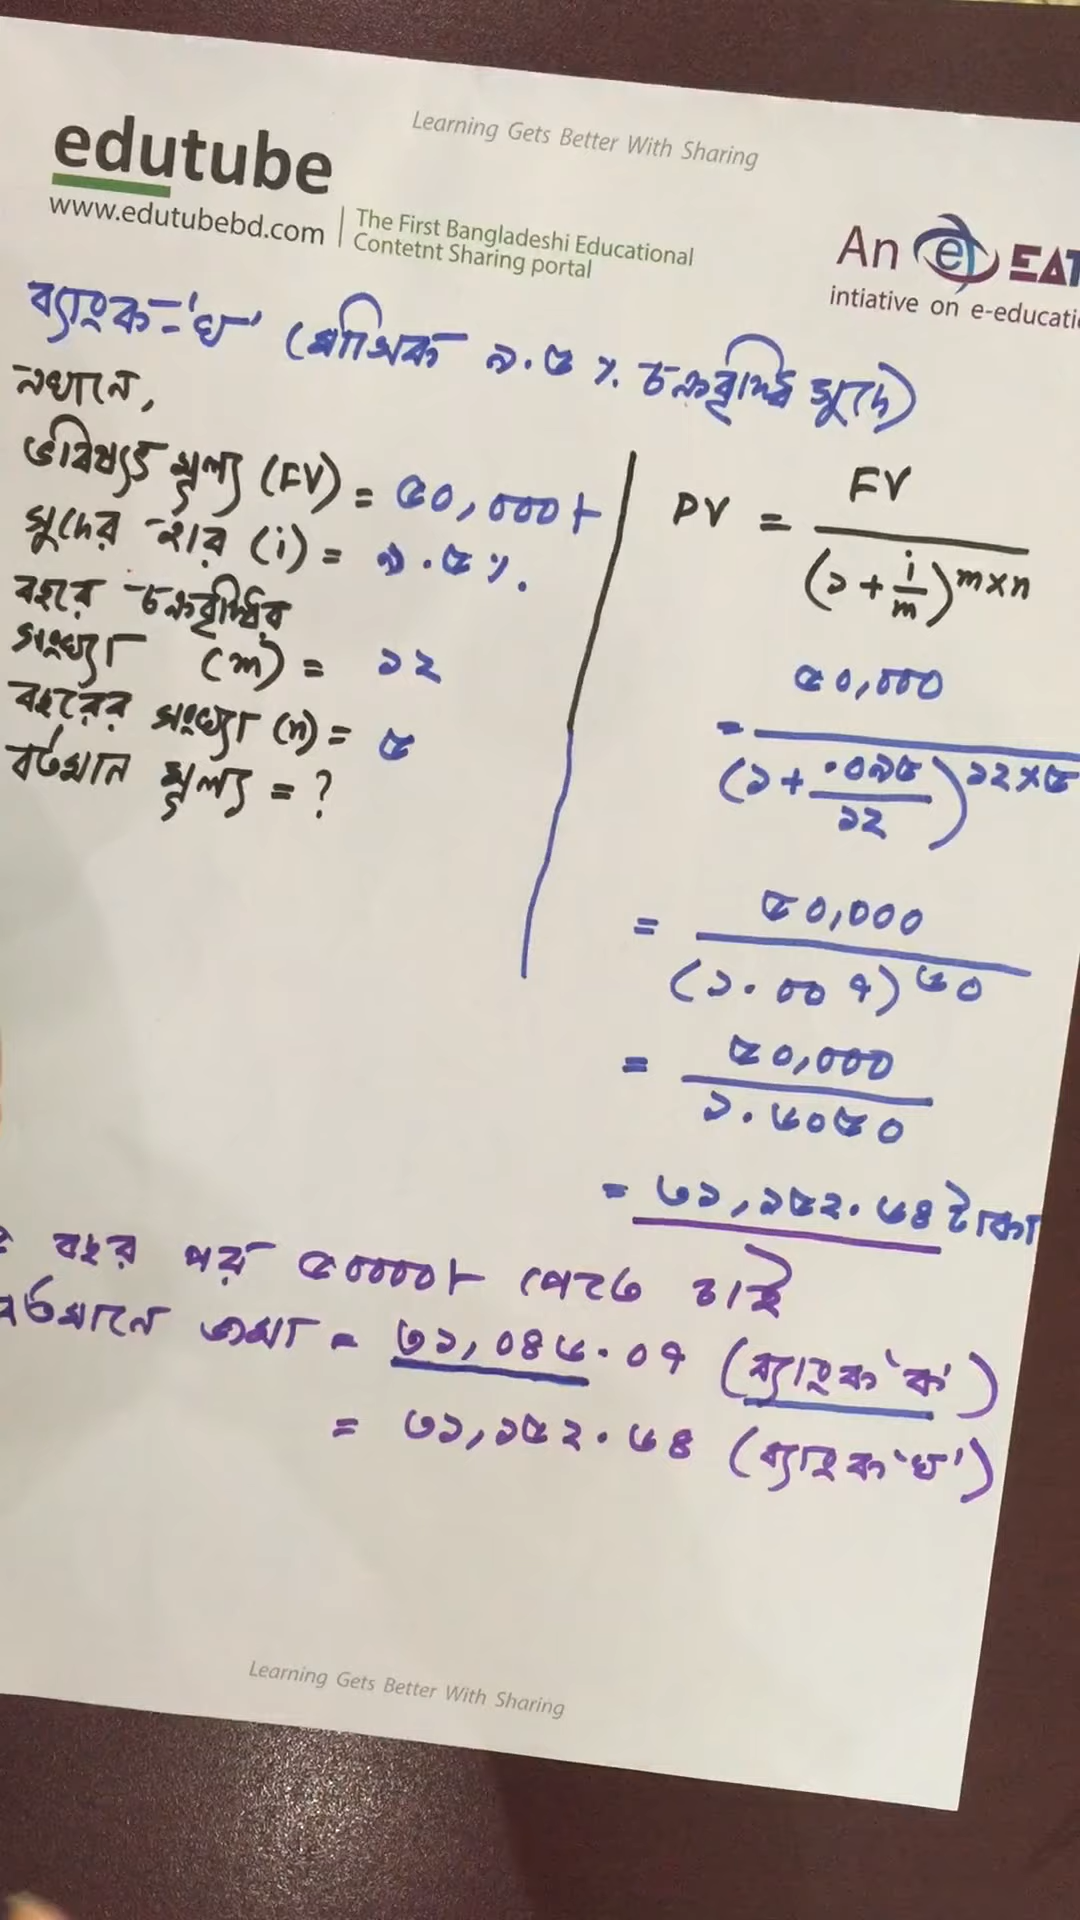 Learning Gets Better With Sharing
edutube
www.edutubebd.com
The First Bangladeshi Educational
Contetnt Sharing portal
An e EAT
intiative on e-educati
ব্যাংক-'খ' (মাসিক ৯.৫% চক্রবৃদ্ধি সুদে)
এখানে,
ভবিষ্যৎ মূল্য (FV) = ৫০,০০০৳
সুদের হার (i) = ৯.৫%.
বছরে চক্রবৃদ্ধির
সংখ্যা (m) = ১২
বছরের সংখ্যা (n) = ৫
বর্তমান মূল্য = ?
PV = FV / (১ + i/m)^m×n
= ৫০,০০০ / (১ + .০৯৫/১২)^১২×৫
= ৫০,০০০ / (১.০০৭)^৬০
= ৫০,০০০ / ১.৬০৫০
= ৩১,১৫২.৬৪ টাকা
বছর পর ৫০০০০৳ পেতে চাই
বর্তমানে জমা = ৩১,০৪৬.০৭ (ব্যাংক 'ক')
= ৩১,১৫২.৬৪ (ব্যাংক 'খ')
Learning Gets Better With Sharing